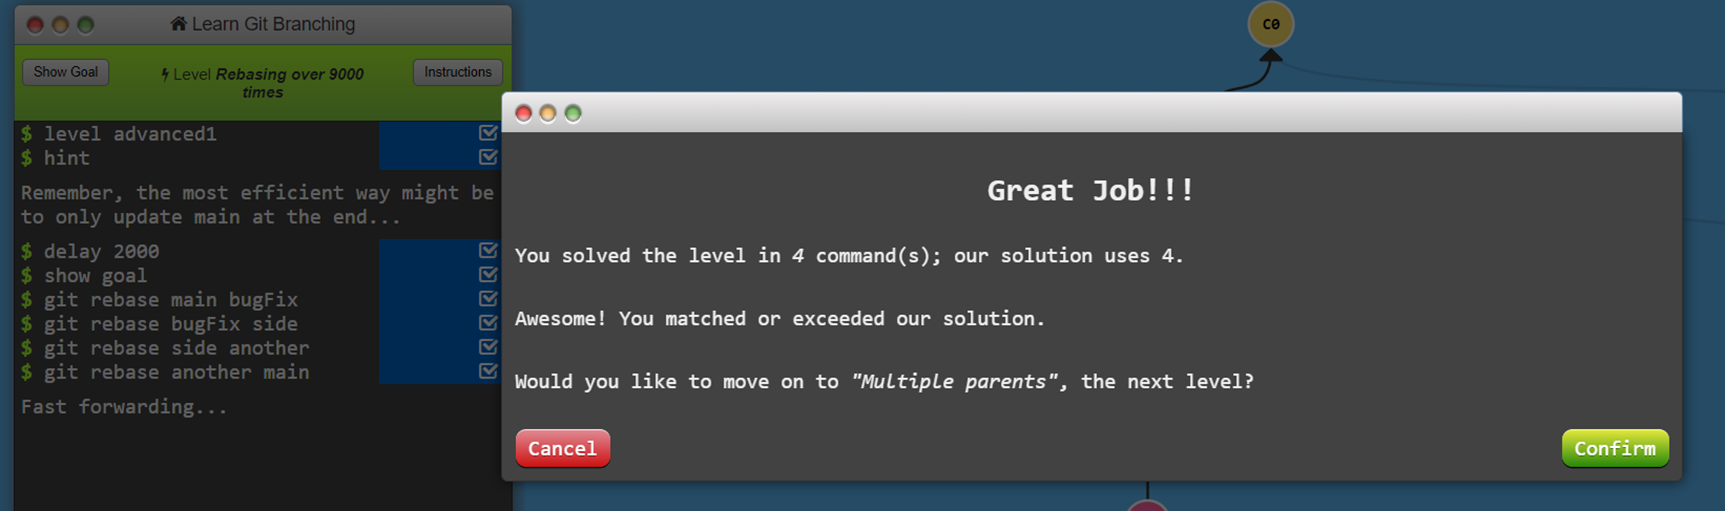 Learn Git Branching
Show Goal
Level Rebasing over 9000
times
Instructions
$ level advanced1
$ hint
Remember, the most efficient way might be
to only update main at the end...
$ delay 2000
$ show goal
$ git rebase main bugFix
$ git rebase bugFix side
$ git rebase side another
$ git rebase another main
Fast forwarding...
C0
Great Job!!!
You solved the level in 4 command(s); our solution uses 4.
Awesome! You matched or exceeded our solution.
Would you like to move on to "Multiple parents", the next level?
Cancel
Confirm